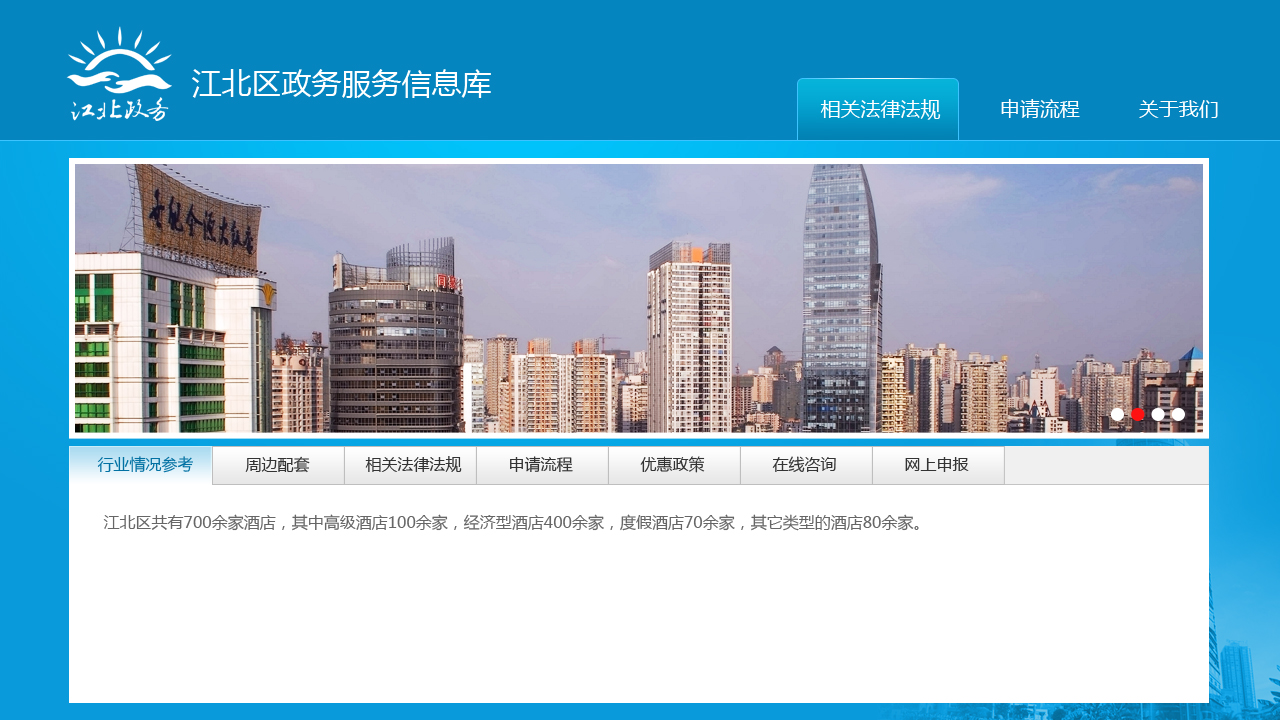 江北政务
江北区政务服务信息库
相关法律法规
申请流程
关于我们
行业情况参考
周边配套
相关法律法规
申请流程
优惠政策
在线咨询
网上申报
江北区共有700余家酒店，其中高级酒店100余家，经济型酒店400余家，度假酒店70余家，其它类型的酒店80余家。